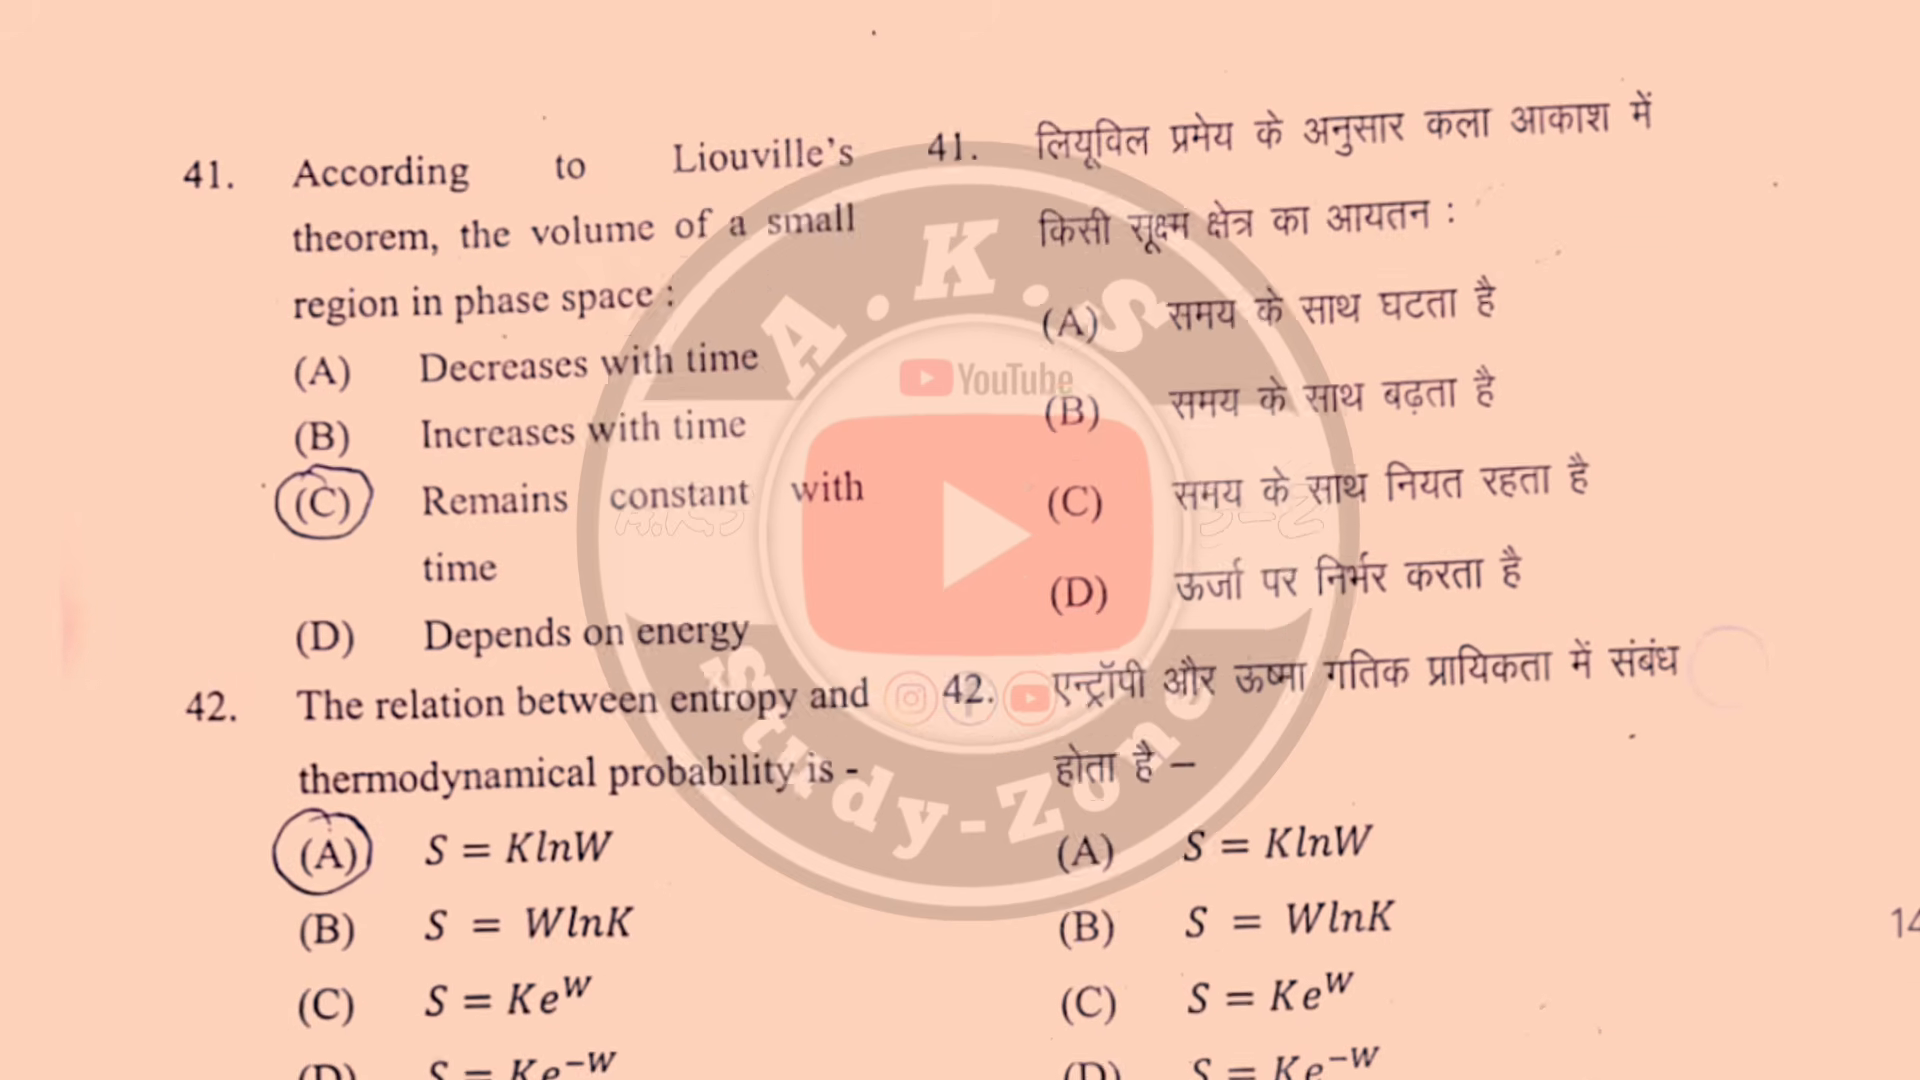 41. According to Liouville's
theorem, the volume of a small
region in phase space :
(A) Decreases with time
(B) Increases with time
(C) Remains constant with
time
(D) Depends on energy
42. The relation between entropy and
thermodynamical probability is -
(A) S = KlnW
(B) S = WlnK
(C) S = Ke^W
(D) S = Ke^−W
41. लियूविल प्रमेय के अनुसार कला आकाश में
किसी सूक्ष्म क्षेत्र का आयतन :
(A) समय के साथ घटता है
(B) समय के साथ बढ़ता है
(C) समय के साथ नियत रहता है
(D) ऊर्जा पर निर्भर करता है
42. एन्ट्रॉपी और ऊष्मा गतिक प्रायिकता में संबंध
होता है –
(A) S = KlnW
(B) S = WlnK
(C) S = Ke^W
(D) S = Ke^−W
14
A.K.S
YouTube
Study-Zone